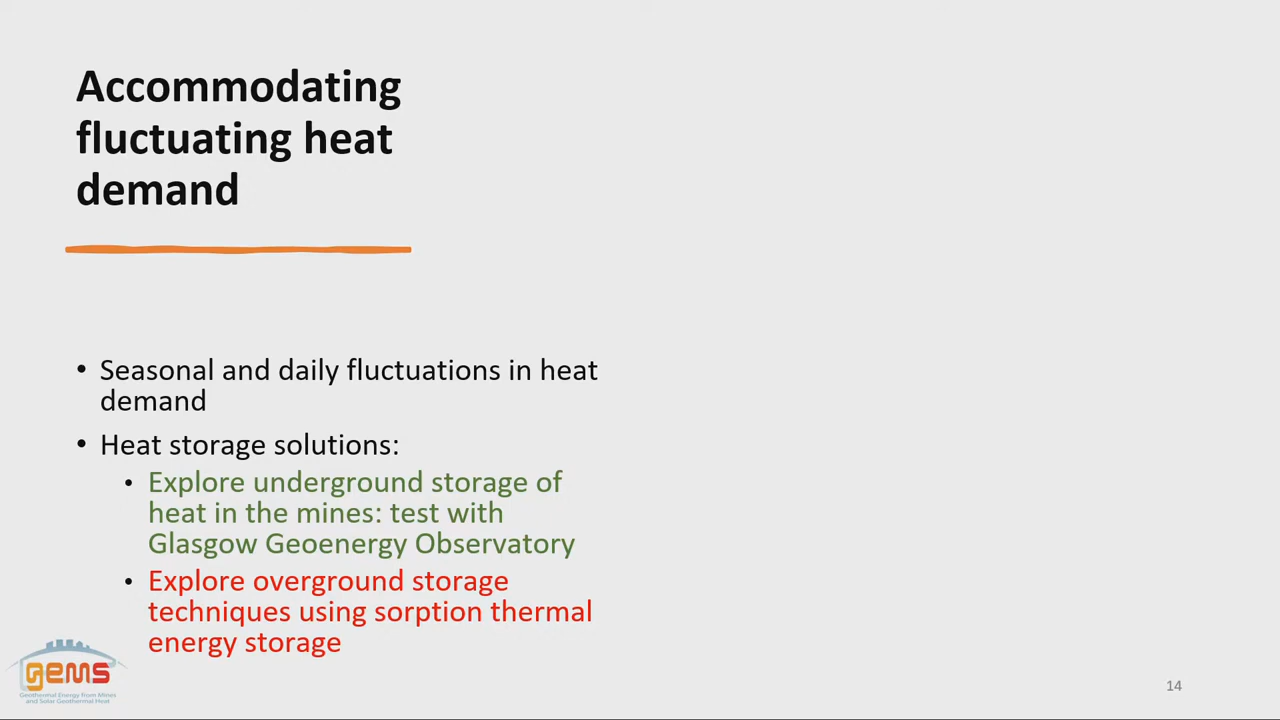 Accommodating
fluctuating heat
demand
• Seasonal and daily fluctuations in heat
demand
• Heat storage solutions:
• Explore underground storage of
heat in the mines: test with
Glasgow Geoenergy Observatory
• Explore overground storage
techniques using sorption thermal
energy storage
gems
Geothermal Energy from Mines
and Solar Geothermal Heat
14